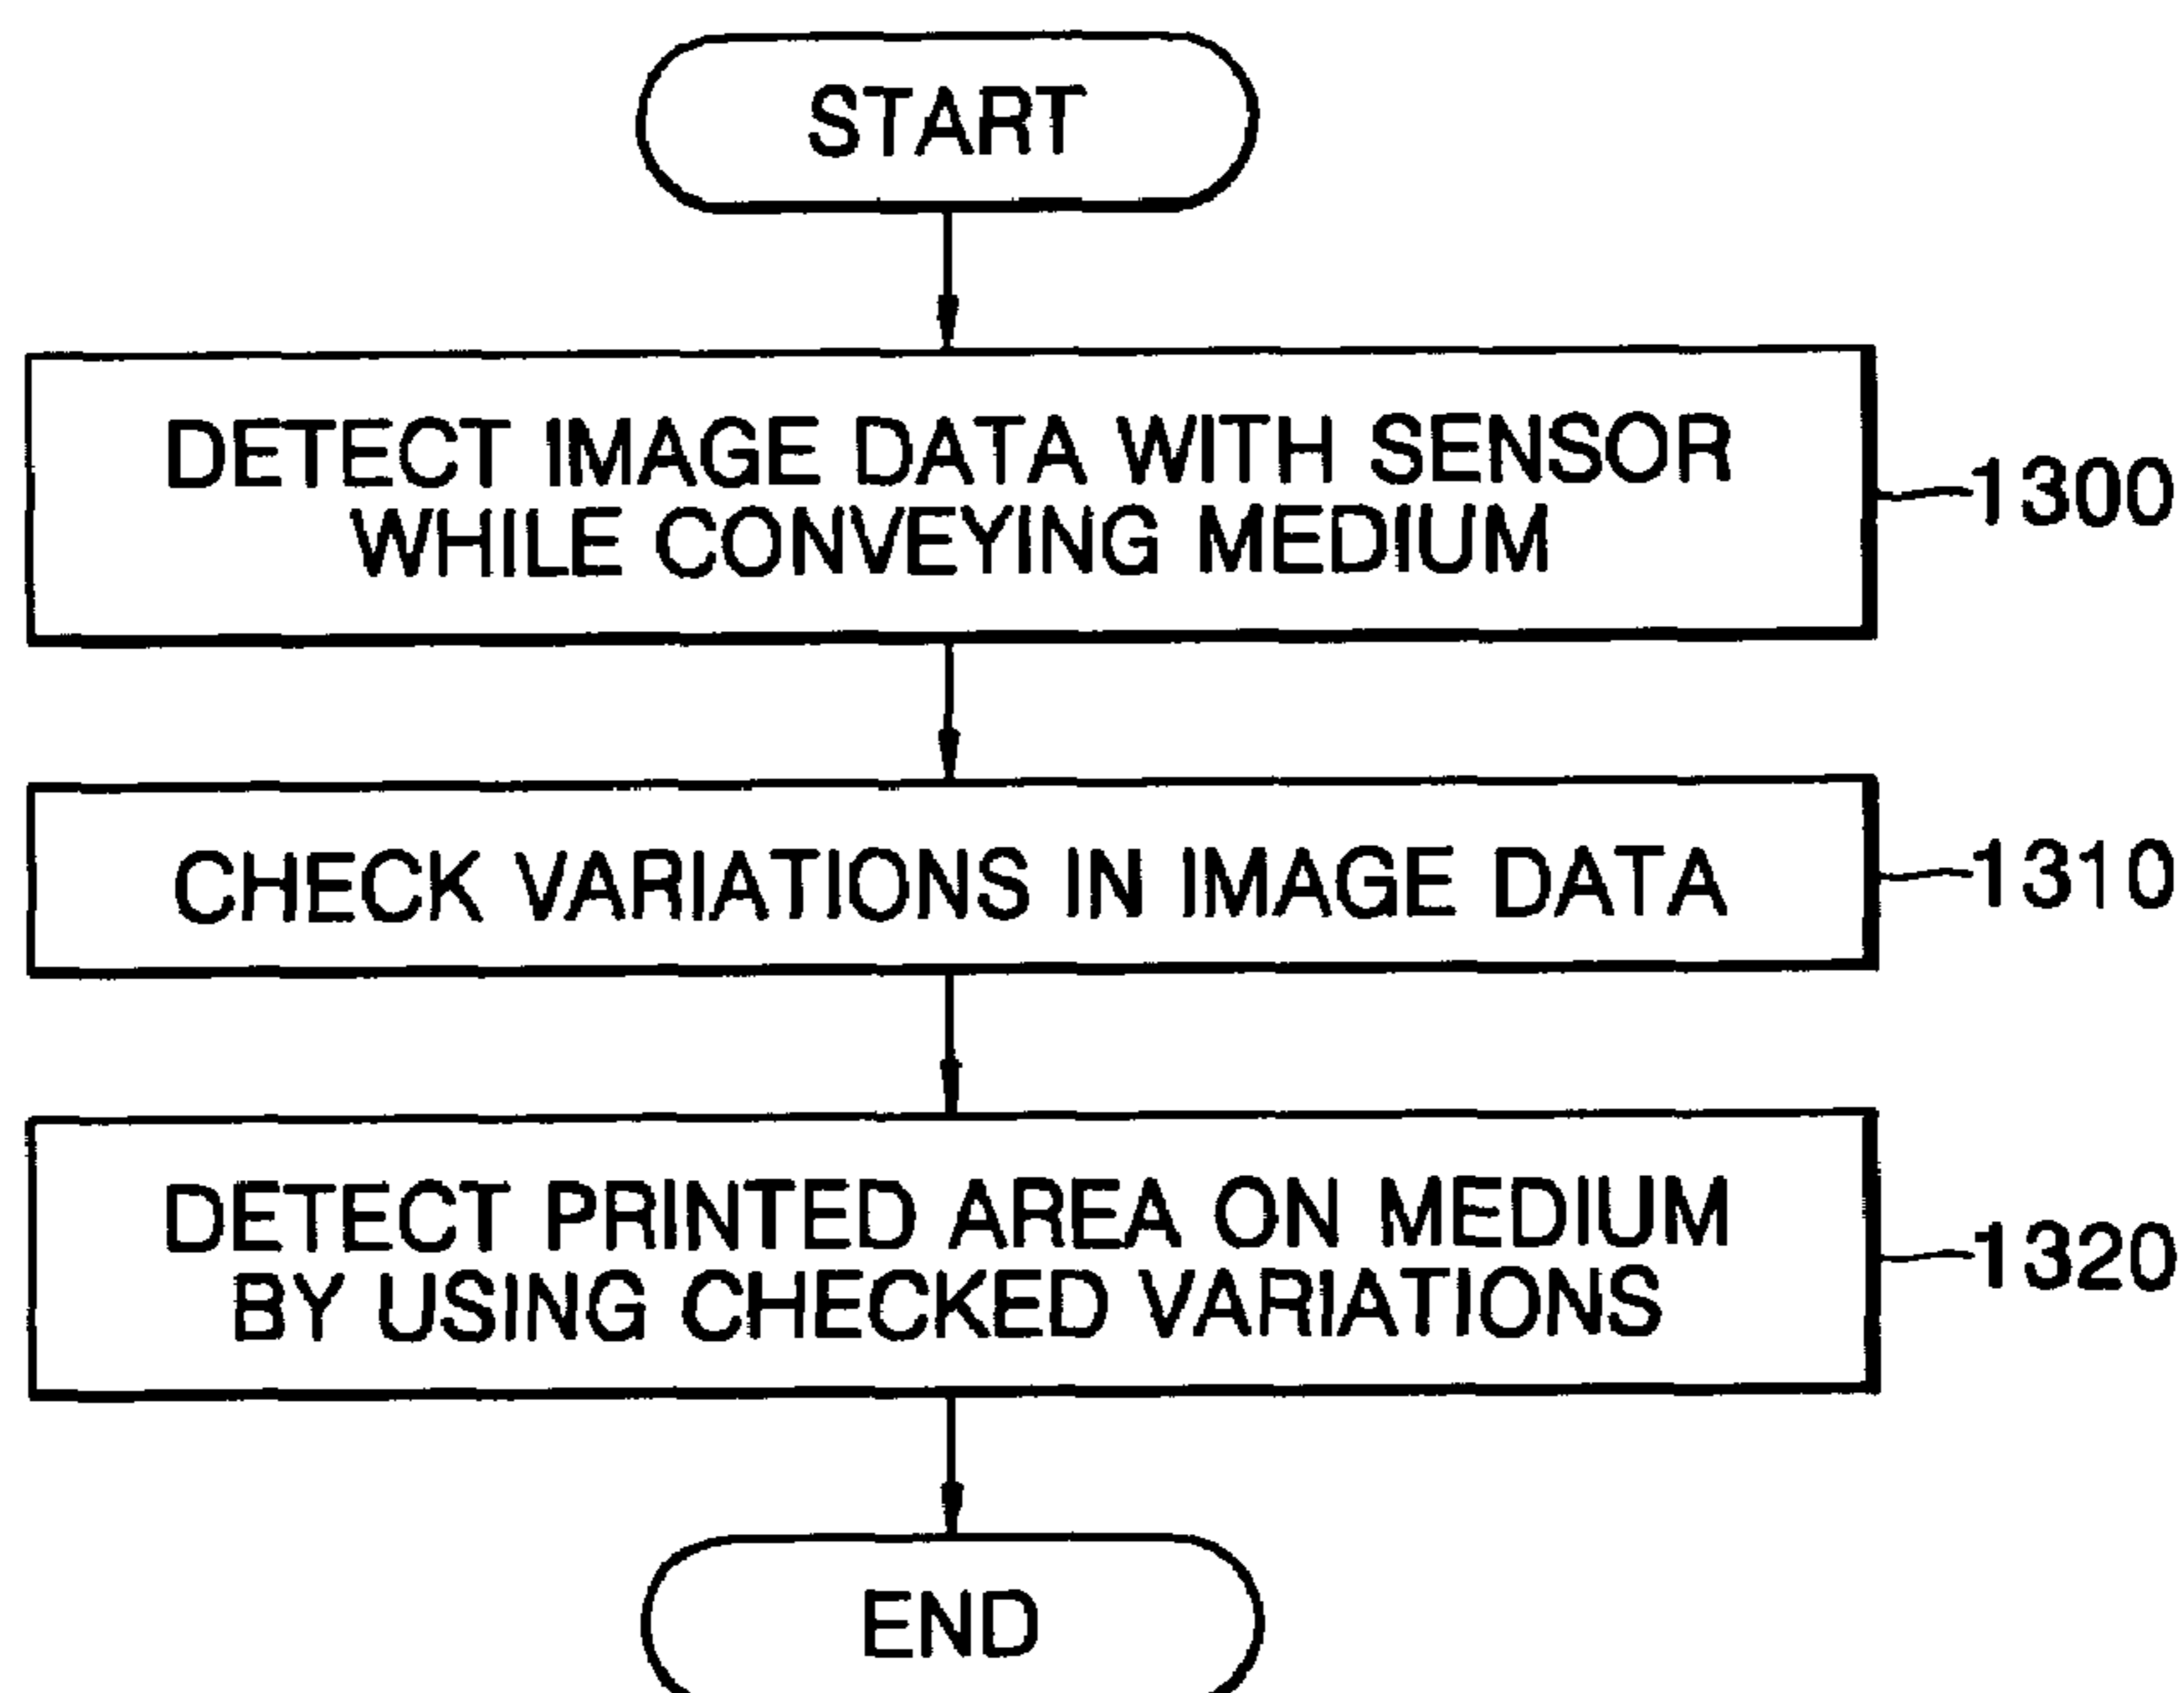 START
DETECT IMAGE DATA WITH SENSOR
WHILE CONVEYING MEDIUM
1300
CHECK VARIATIONS IN IMAGE DATA
1310
DETECT PRINTED AREA ON MEDIUM
BY USING CHECKED VARIATIONS
1320
END